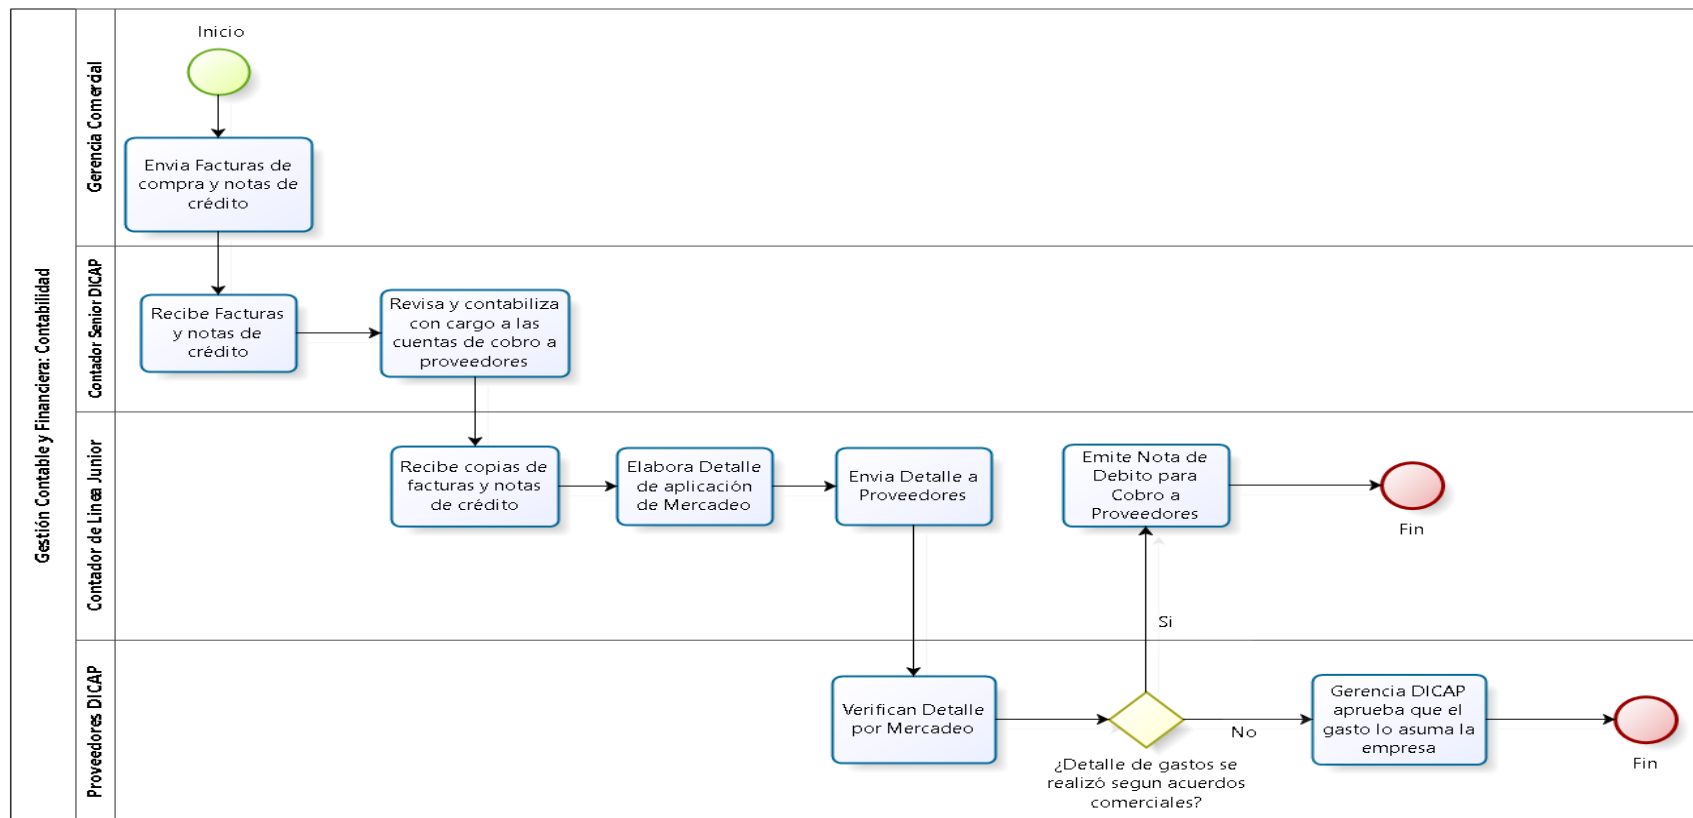 Gestión Contable y Financiera: Contabilidad
Gerencia Comercial
Inicio
Envia Facturas de
compra y notas de
crédito
Contador Senior DICAP
Recibe Facturas
y notas de
crédito
Revisa y contabiliza
con cargo a las
cuentas de cobro a
proveedores
Contador de Linea Junior
Recibe copias de
facturas y notas
de crédito
Elabora Detalle
de aplicación
de Mercadeo
Envia Detalle a
Proveedores
Emite Nota de
Debito para
Cobro a
Proveedores
Fin
Si
Proveedores DICAP
Verifican Detalle
por Mercadeo
¿Detalle de gastos se
realizó segun acuerdos
comerciales?
No
Gerencia DICAP
aprueba que el
gasto lo asuma la
empresa
Fin